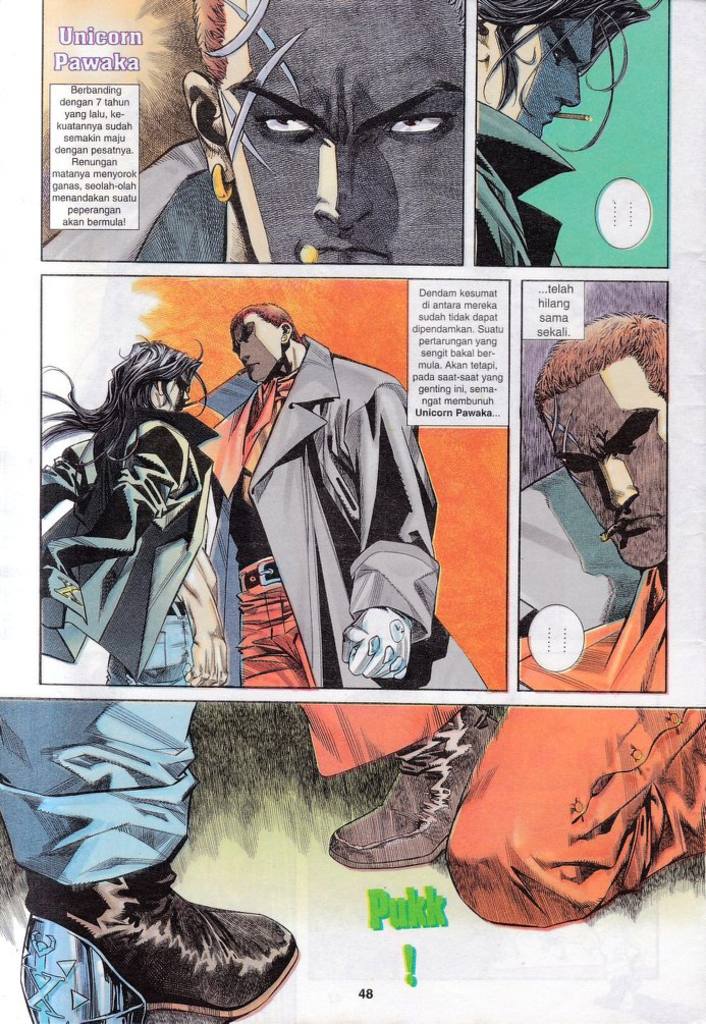 Unicorn
Pawaka
Berbanding
dengan 7 tahun
yang lalu, ke-
kuatannya sudah
semakin maju
dengan pesatnya.
Renungan
matanya menyorok
ganas, seolah-olah
menandakan suatu
peperangan
akan bermula!
......
Dendam kesumat
di antara mereka
sudah tidak dapat
dipendamkan. Suatu
pertarungan yang
sengit bakal ber-
mula. Akan tetapi,
pada saat-saat yang
genting ini, sema-
ngat membunuh
Unicorn Pawaka...
...telah
hilang
sama
sekali.
......
Pukk
!
48